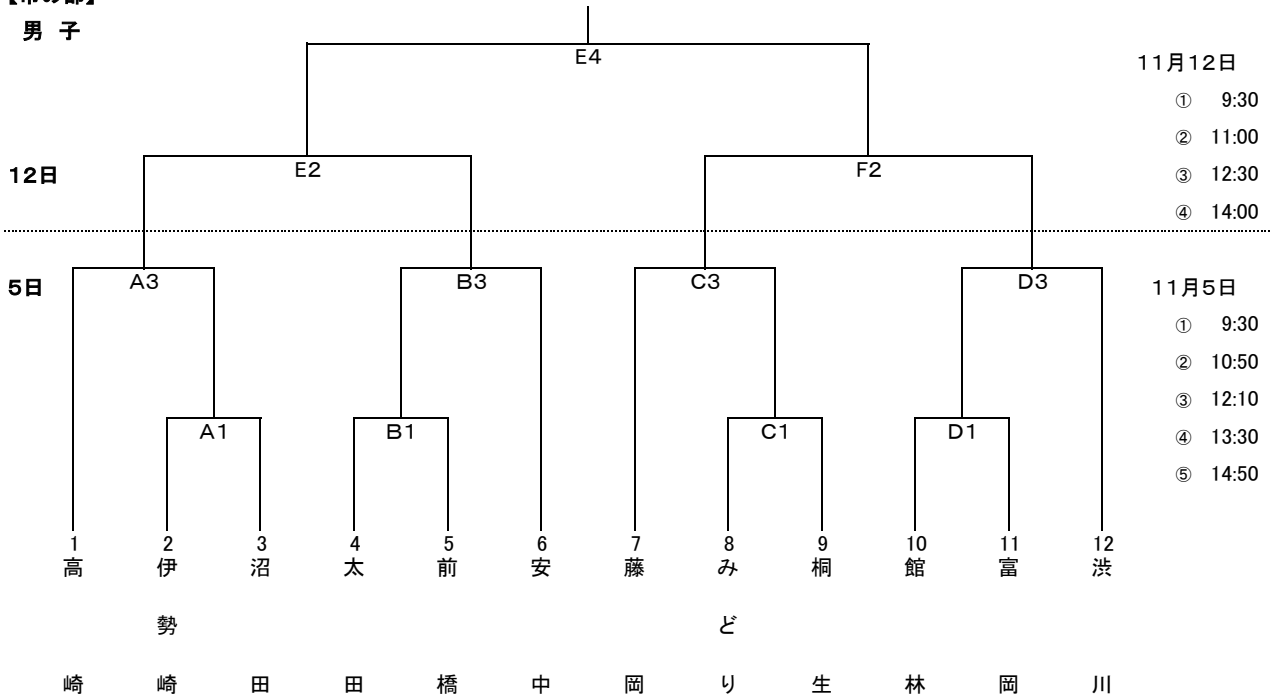 【市の部】
男 子
E4
11月12日
① 9:30
② 11:00
③ 12:30
④ 14:00
12日
E2
F2
5日
A3
B3
C3
D3
11月5日
① 9:30
② 10:50
③ 12:10
④ 13:30
⑤ 14:50
A1
B1
C1
D1
1 2 3 4 5 6 7 8 9 10 11 12
高崎
伊勢崎
沼田
太田
前橋
安中
藤岡
みどり
桐生
館林
富岡
渋川